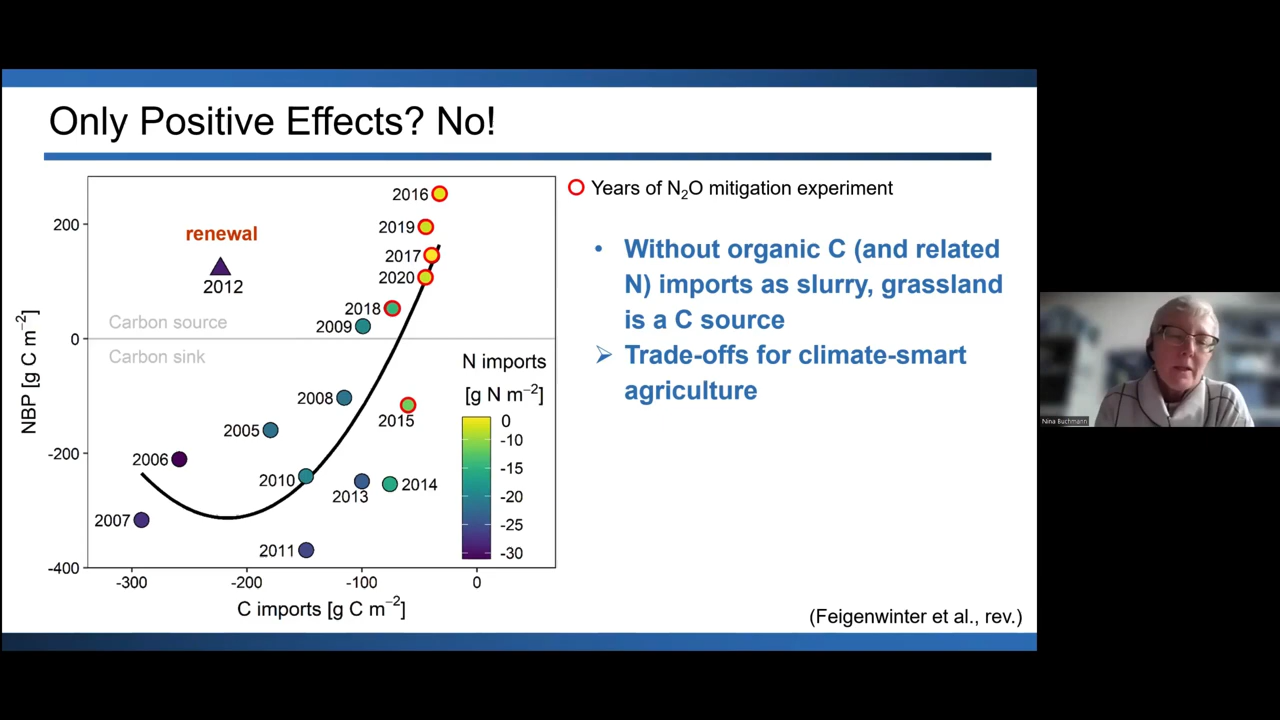 Only Positive Effects? No!
200
0
-200
-400
NBP [g C m⁻²]
-300
-200
-100
0
C imports [g C m⁻²]
renewal
2012
Carbon source
Carbon sink
2016
2019
2017
2020
2018
2009
2008
2015
2005
2006
2010
2013
2014
2007
2011
N imports
[g N m⁻²]
0
-10
-15
-20
-25
-30
Years of N₂O mitigation experiment
• Without organic C (and related
N) imports as slurry, grassland
is a C source
➢ Trade-offs for climate-smart
agriculture
(Feigenwinter et al., rev.)
Nina Buchmann